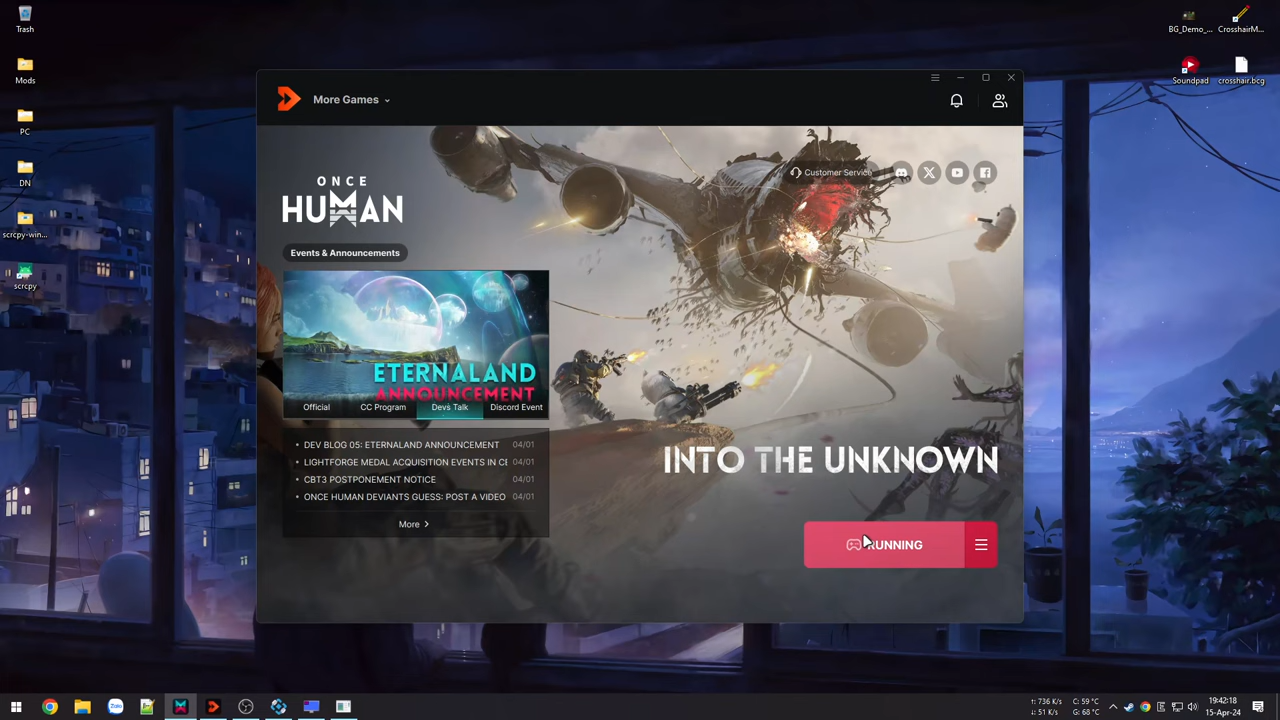 Trash
Mods
PC
DN
scrcpy-win...
scrcpy
BG_Demo_...
CrosshairM...
Soundpad
crosshair.bcg
More Games
Customer Service
ONCE
HUMAN
Events & Announcements
ETERNALAND
ANNOUNCEMENT
Official CC Program Devs Talk Discord Event
DEV BLOG 05: ETERNALAND ANNOUNCEMENT 04/01
LIGHTFORGE MEDAL ACQUISITION EVENTS IN CE 04/01
CBT3 POSTPONEMENT NOTICE 04/01
ONCE HUMAN DEVIANTS GUESS: POST A VIDEO 04/01
More
INTO THE UNKNOWN
RUNNING
Zalo
↑: 736 K/s C: 59 °C 19:42:18
↓: 51 K/s G: 68 °C 15-Apr-24